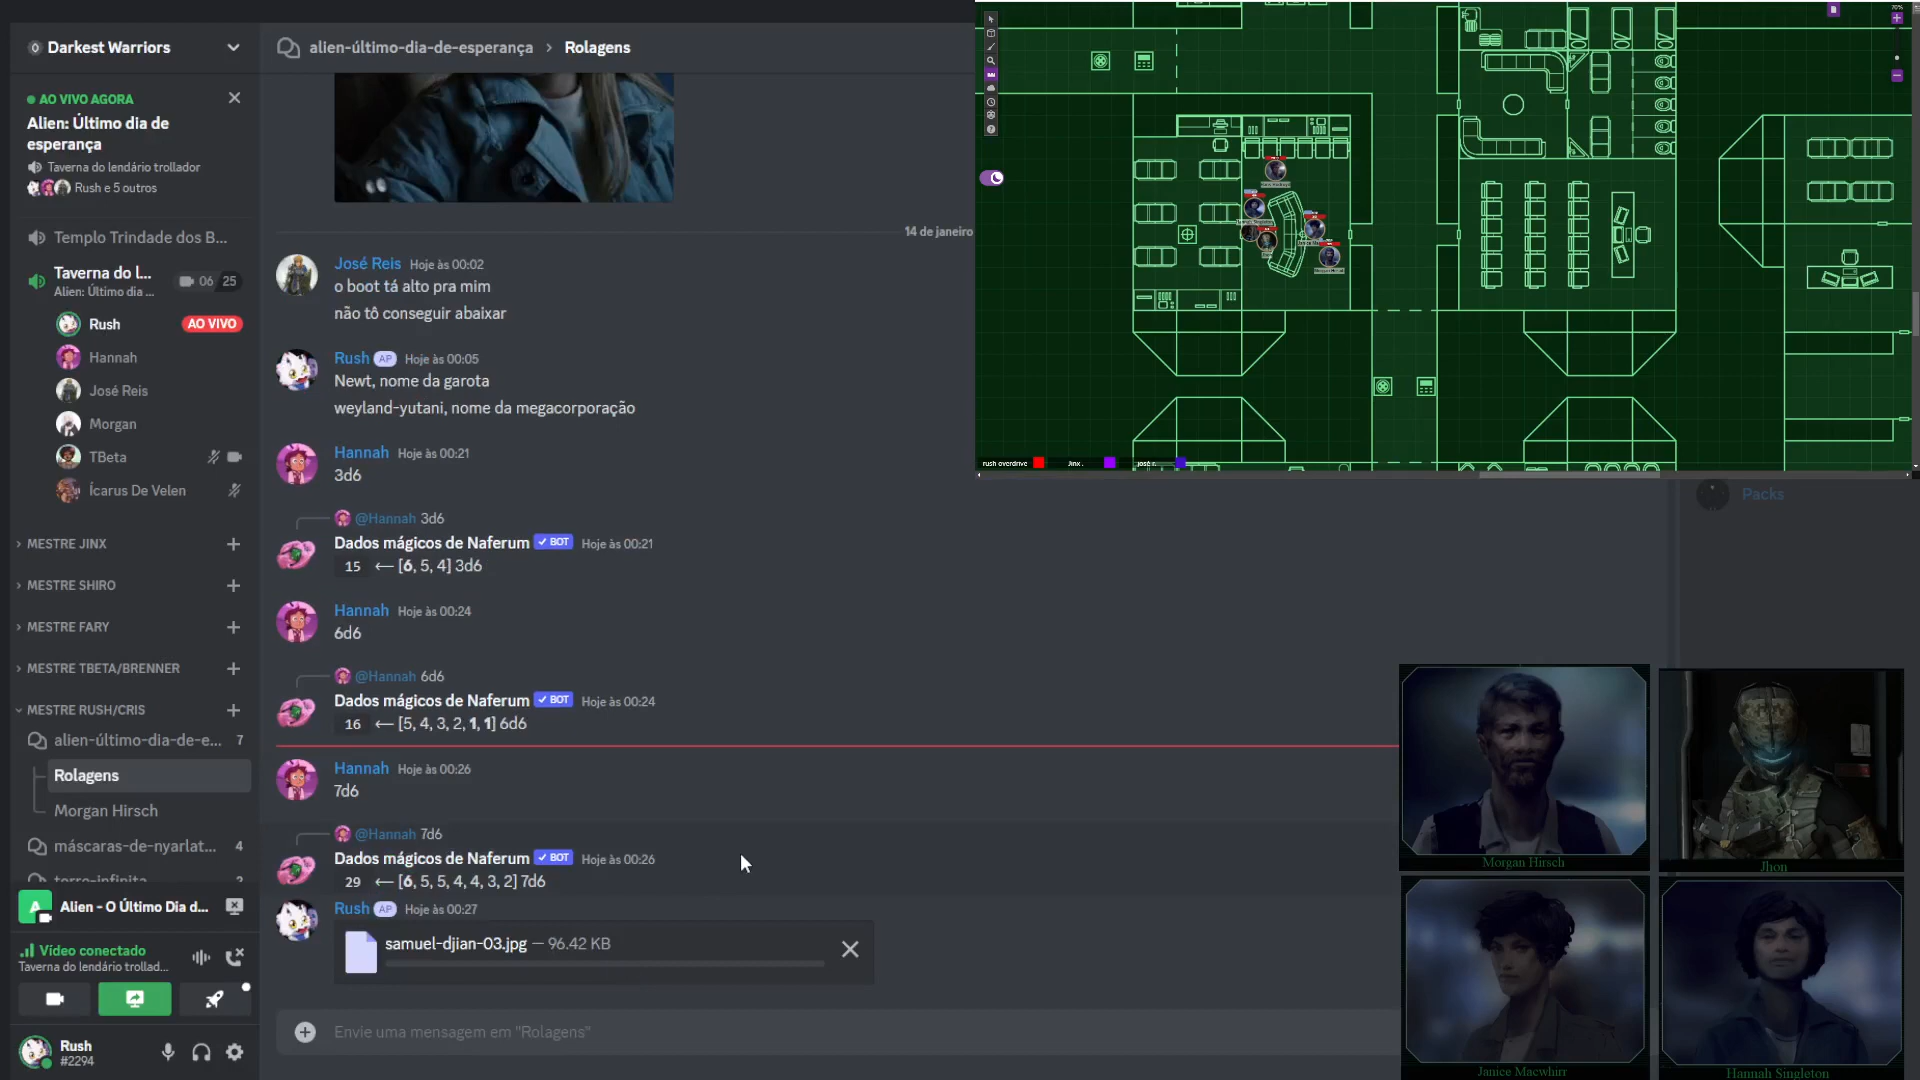 Darkest Warriors
AO VIVO AGORA
Alien: Último dia de
esperança
Taverna do lendário trollador
Rush e 5 outros
Templo Trindade dos B...
Taverna do l...
06 25
Alien: Último dia ...
Rush
AO VIVO
Hannah
José Reis
Morgan
TBeta
Ícarus De Velen
MESTRE JINX
MESTRE SHIRO
MESTRE FARY
MESTRE TBETA/BRENNER
MESTRE RUSH/CRIS
alien-último-dia-de-e...
7
Rolagens
Morgan Hirsch
máscaras-de-nyarlat...
4
torre-infinita
A
Alien - O Último Dia d...
Vídeo conectado
Taverna do lendário trollad...
Rush
#2294
alien-último-dia-de-esperança > Rolagens
14 de janeiro
José Reis Hoje às 00:02
o boot tá alto pra mim
não tô conseguir abaixar
Rush AP Hoje às 00:05
Newt, nome da garota
weyland-yutani, nome da megacorporação
Hannah Hoje às 00:21
3d6
@Hannah 3d6
Dados mágicos de Naferum BOT Hoje às 00:21
15 ⟵ [6, 5, 4] 3d6
Hannah Hoje às 00:24
6d6
@Hannah 6d6
Dados mágicos de Naferum BOT Hoje às 00:24
16 ⟵ [5, 4, 3, 2, 1, 1] 6d6
Hannah Hoje às 00:26
7d6
@Hannah 7d6
Dados mágicos de Naferum BOT Hoje às 00:26
29 ⟵ [6, 5, 5, 4, 4, 3, 2] 7d6
Rush AP Hoje às 00:27
samuel-djian-03.jpg — 96.42 KB
Envie uma mensagem em "Rolagens"
70%
rush overdrive
Jinx .
josé r.
Packs
Morgan Hirsch
Jhon
Janice Macwhirr
Hannah Singleton